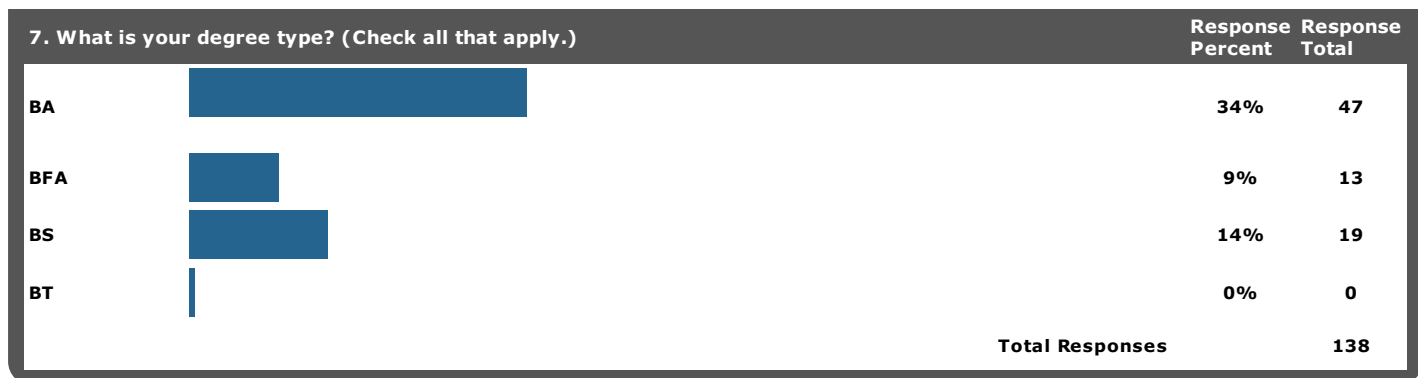 7. What is your degree type? (Check all that apply.) Response Percent Response Total
BA 34% 47
BFA 9% 13
BS 14% 19
BT 0% 0
Total Responses 138